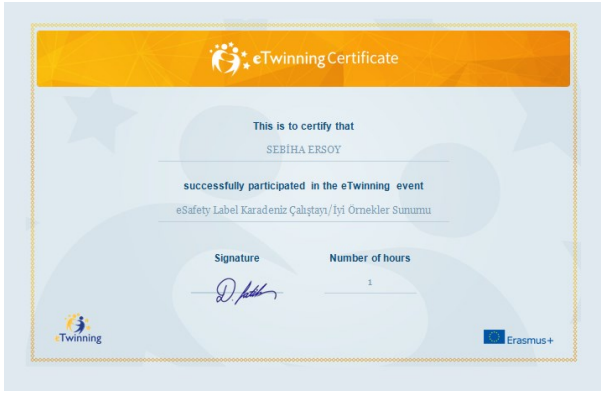 eTwinning Certificate
This is to certify that
SEBİHA ERSOY
successfully participated in the eTwinning event
eSafety Label Karadeniz Çalıştayı/İyi Örnekler Sunumu
Signature Number of hours
1
eTwinning
Erasmus+